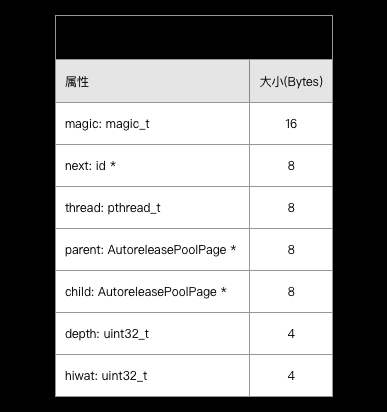 属性 大小(Bytes)
magic: magic_t 16
next: id * 8
thread: pthread_t 8
parent: AutoreleasePoolPage * 8
child: AutoreleasePoolPage * 8
depth: uint32_t 4
hiwat: uint32_t 4